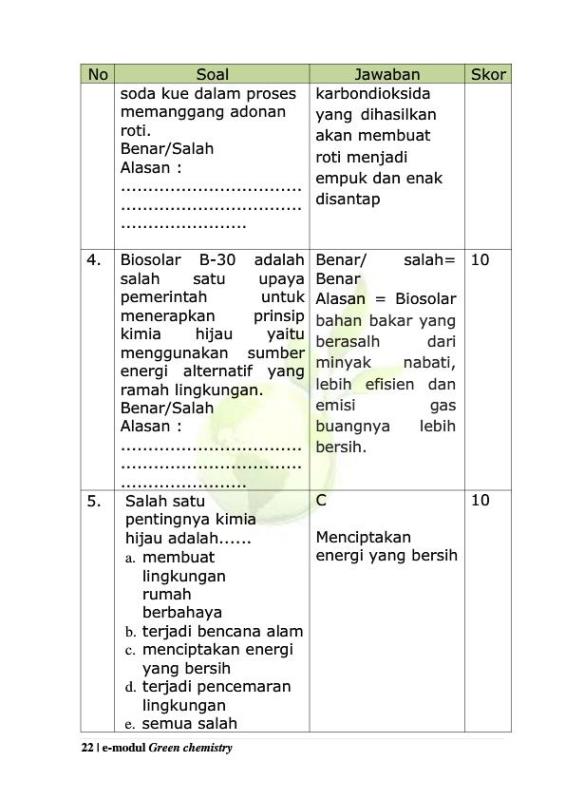 No Soal Jawaban Skor
soda kue dalam proses
memanggang adonan
roti.
Benar/Salah
Alasan :
.................................
.................................
.......................
karbondioksida
yang dihasilkan
akan membuat
roti menjadi
empuk dan enak
disantap
4.
Biosolar B-30 adalah
salah satu upaya
pemerintah untuk
menerapkan prinsip
kimia hijau yaitu
menggunakan sumber
energi alternatif yang
ramah lingkungan.
Benar/Salah
Alasan :
.................................
.................................
.......................
Benar/ salah=
Benar
Alasan = Biosolar
bahan bakar yang
berasalh dari
minyak nabati,
lebih efisien dan
emisi gas
buangnya lebih
bersih.
10
5.
Salah satu
pentingnya kimia
hijau adalah......
a. membuat
lingkungan
rumah
berbahaya
b. terjadi bencana alam
c. menciptakan energi
yang bersih
d. terjadi pencemaran
lingkungan
e. semua salah
C
Menciptakan
energi yang bersih
10
22 | e-modul Green chemistry